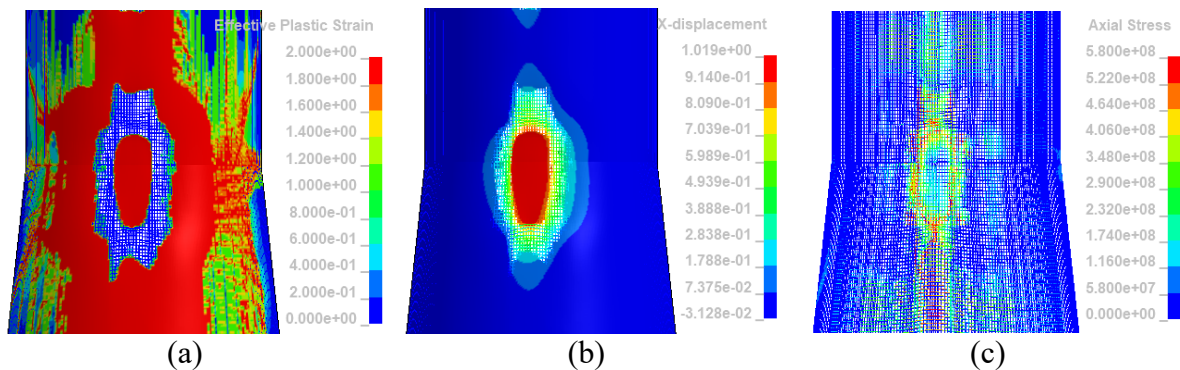 Effective Plastic Strain
2.000e+00
1.800e+00
1.600e+00
1.400e+00
1.200e+00
1.000e+00
8.000e-01
6.000e-01
4.000e-01
2.000e-01
0.000e+00
(a)
X-displacement
1.019e+00
9.140e-01
8.090e-01
7.039e-01
5.989e-01
4.939e-01
3.888e-01
2.838e-01
1.788e-01
7.375e-02
-3.128e-02
(b)
Axial Stress
5.800e+08
5.220e+08
4.640e+08
4.060e+08
3.480e+08
2.900e+08
2.320e+08
1.740e+08
1.160e+08
5.800e+07
0.000e+00
(c)